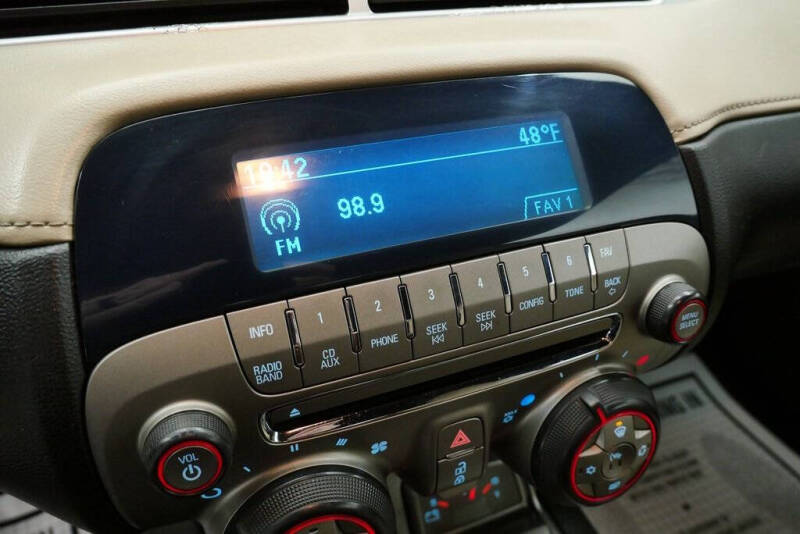 10:42
48°F
98.9
FM
FAV 1
INFO
1
2
3
4
5
6
FAV
RADIO
BAND
CD
AUX
PHONE
SEEK
SEEK
CONFIG
TONE
BACK
MENU
SELECT
VOL